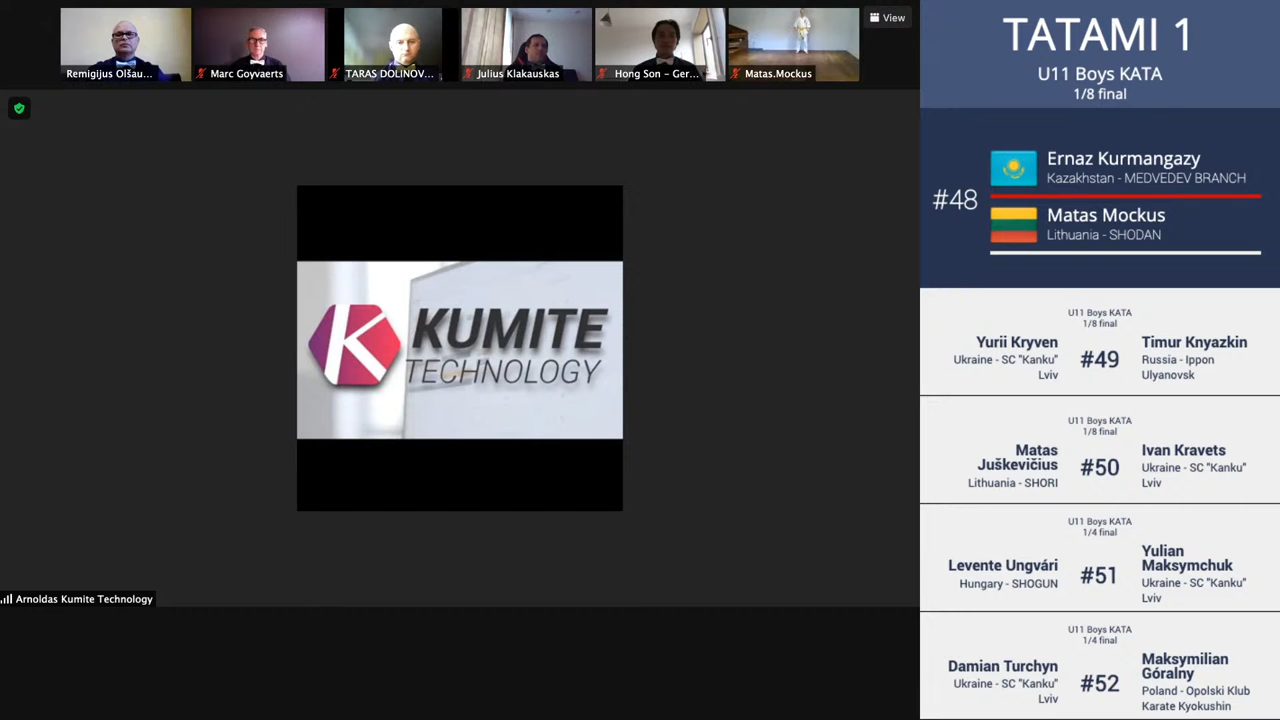 Remigijus Olšau...
Marc Goyvaerts
TARAS DOLINOV...
Julius Klakauskas
Hong Son – Ger...
Matas.Mockus
View
KUMITE
TECHNOLOGY
Arnoldas Kumite Technology
TATAMI 1
U11 Boys KATA
1/8 final
#48
Ernaz Kurmangazy
Kazakhstan - MEDVEDEV BRANCH
Matas Mockus
Lithuania - SHODAN
U11 Boys KATA
1/8 final
Yurii Kryven
Ukraine - SC "Kanku"
Lviv
#49
Timur Knyazkin
Russia - Ippon
Ulyanovsk
U11 Boys KATA
1/8 final
Matas
Juškevičius
Lithuania - SHORI
#50
Ivan Kravets
Ukraine - SC "Kanku"
Lviv
U11 Boys KATA
1/4 final
Levente Ungvári
Hungary - SHOGUN
#51
Yulian
Maksymchuk
Ukraine - SC "Kanku"
Lviv
U11 Boys KATA
1/4 final
Damian Turchyn
Ukraine - SC "Kanku"
Lviv
#52
Maksymilian
Góralny
Poland - Opolski Klub
Karate Kyokushin